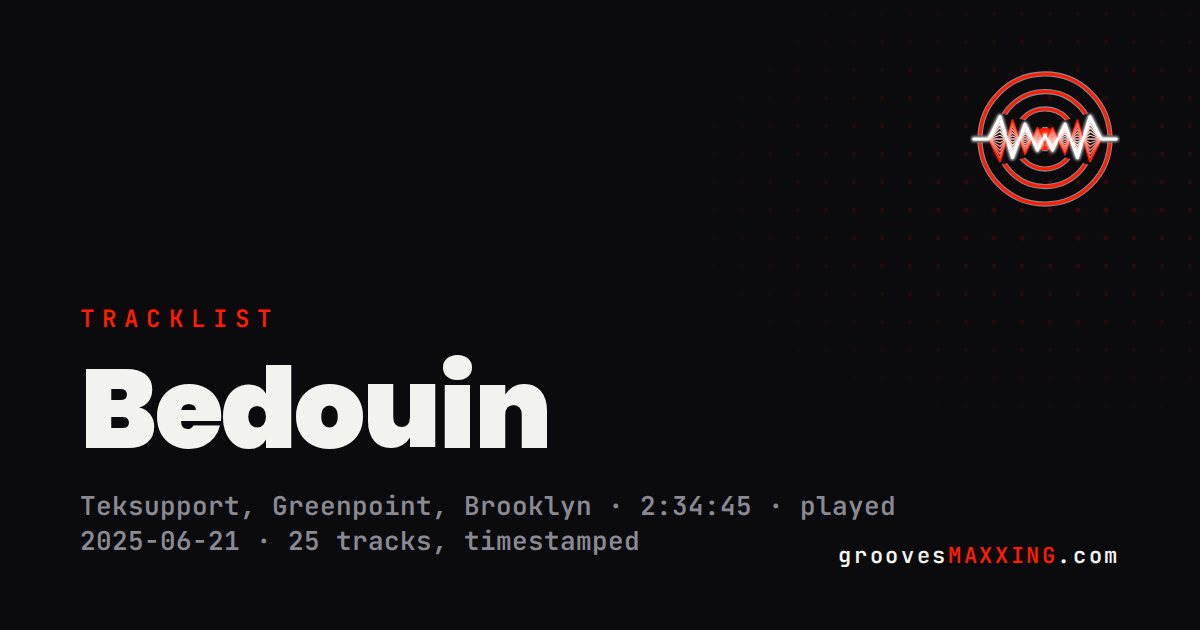 TRACKLIST
Bedouin
Teksupport, Greenpoint, Brooklyn · 2:34:45 · played
2025-06-21 · 25 tracks, timestamped
groovesMAXXING.com